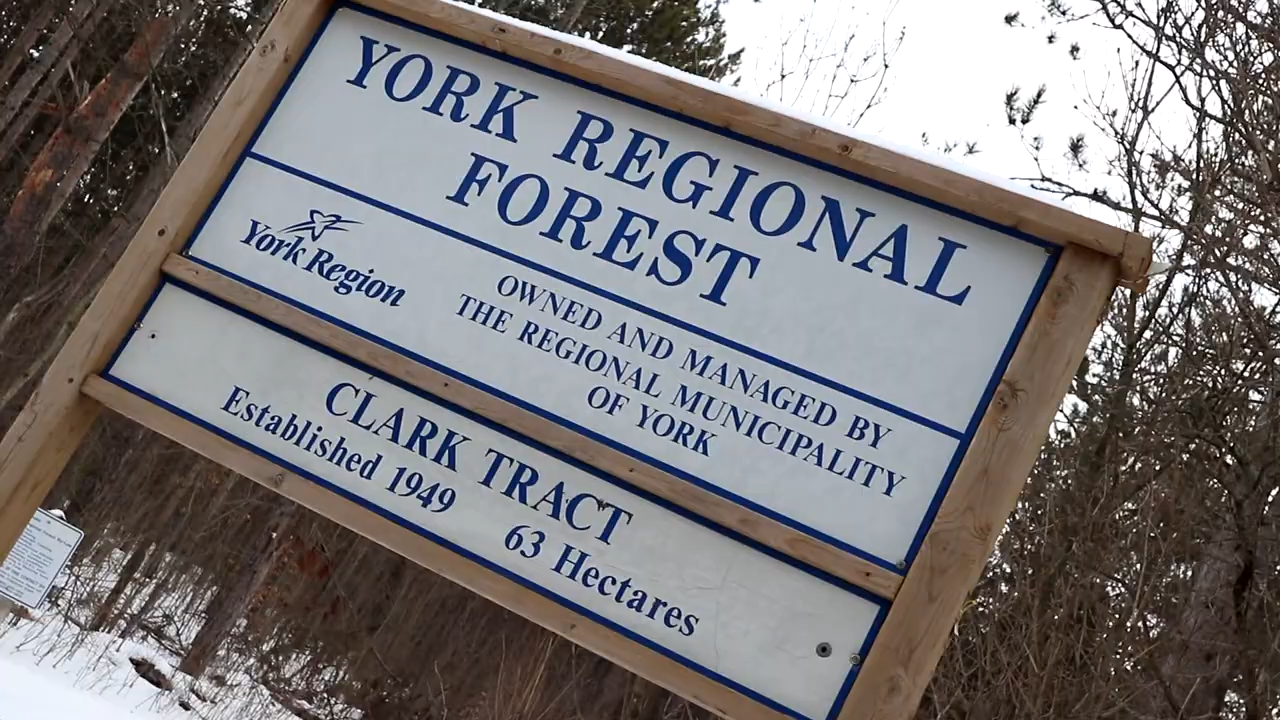 YORK REGIONAL
FOREST
York Region
OWNED AND MANAGED BY
THE REGIONAL MUNICIPALITY
OF YORK
CLARK TRACT
Established 1949 63 Hectares